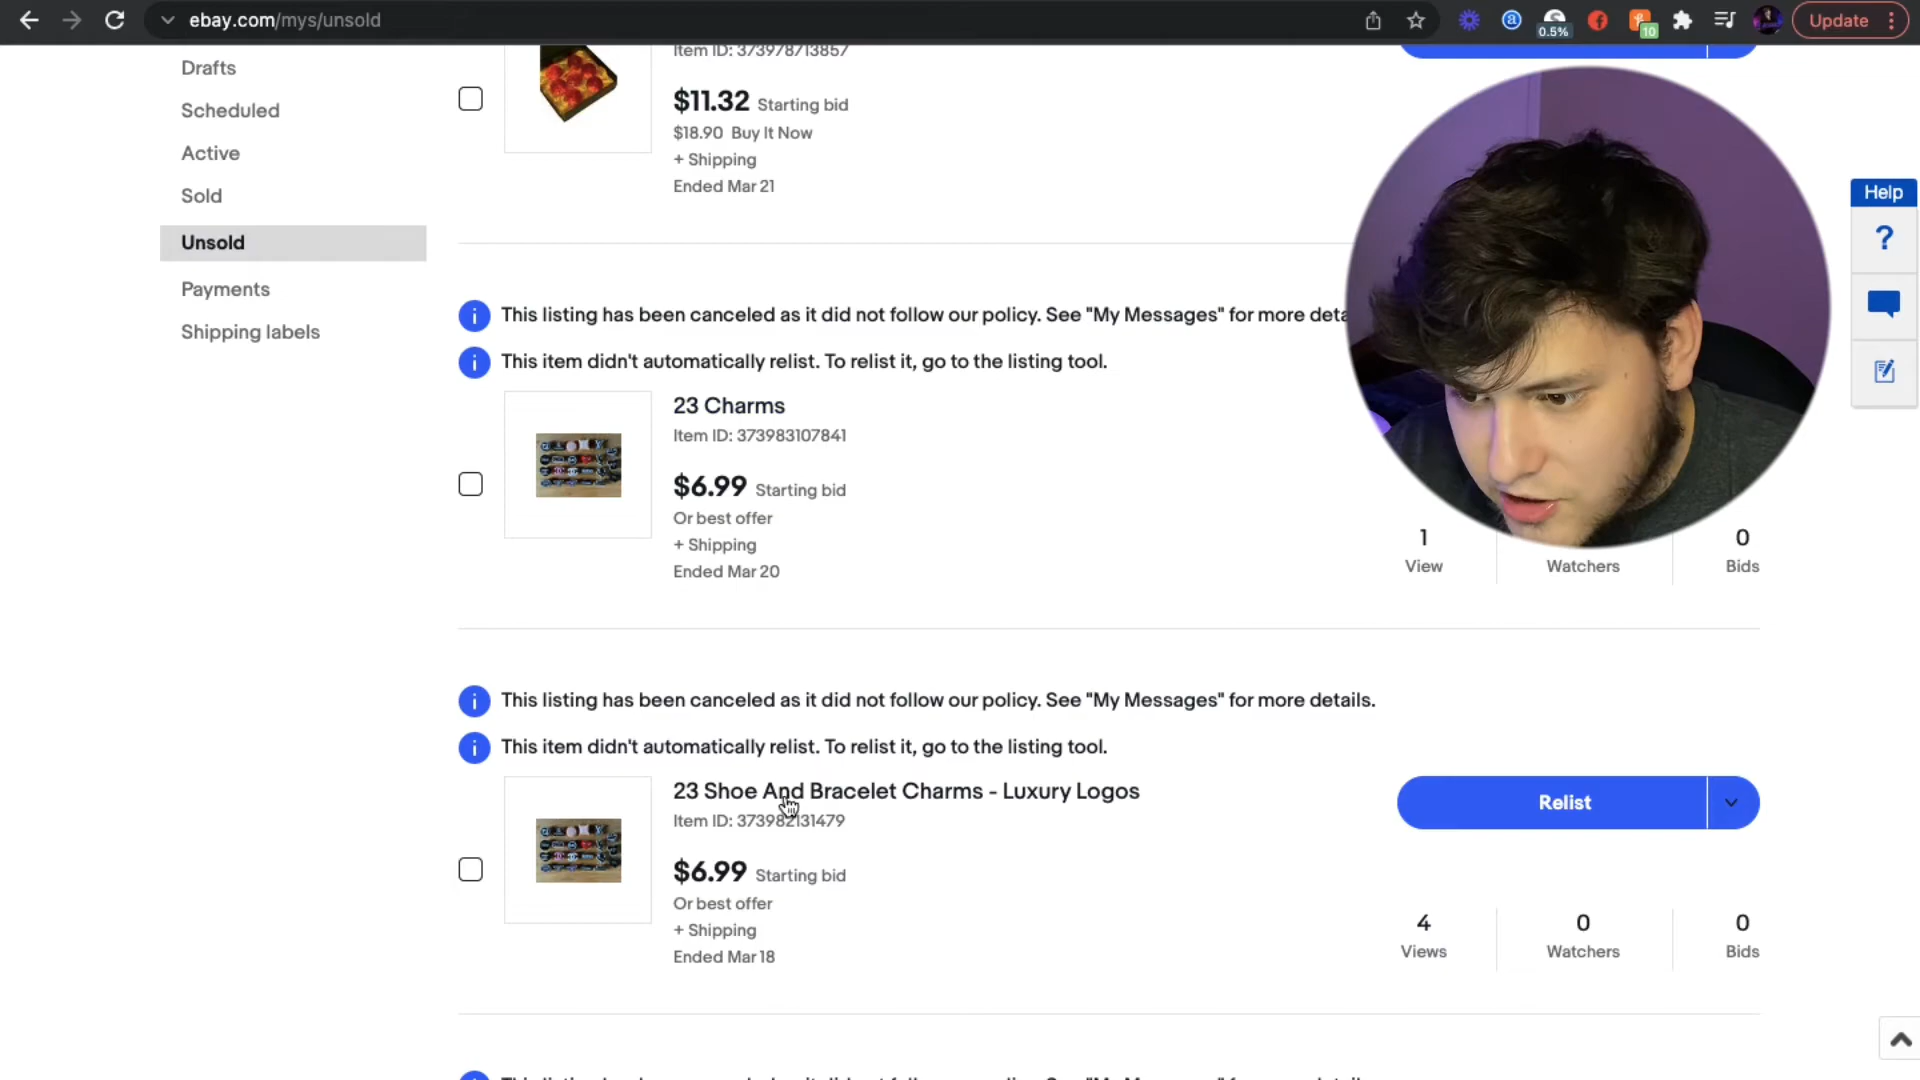 ebay.com/mys/unsold
0.5%
10
Update
Drafts
Scheduled
Active
Sold
Unsold
Payments
Shipping labels
Item ID: 373978713857
$11.32 Starting bid
$18.90 Buy It Now
+ Shipping
Ended Mar 21
Help
?
This listing has been canceled as it did not follow our policy. See "My Messages" for more deta
This item didn't automatically relist. To relist it, go to the listing tool.
23 Charms
Item ID: 373983107841
$6.99 Starting bid
Or best offer
+ Shipping
Ended Mar 20
1
View
Watchers
0
Bids
This listing has been canceled as it did not follow our policy. See "My Messages" for more details.
This item didn't automatically relist. To relist it, go to the listing tool.
23 Shoe And Bracelet Charms - Luxury Logos
Item ID: 373982131479
$6.99 Starting bid
Or best offer
+ Shipping
Ended Mar 18
Relist
4
Views
0
Watchers
0
Bids